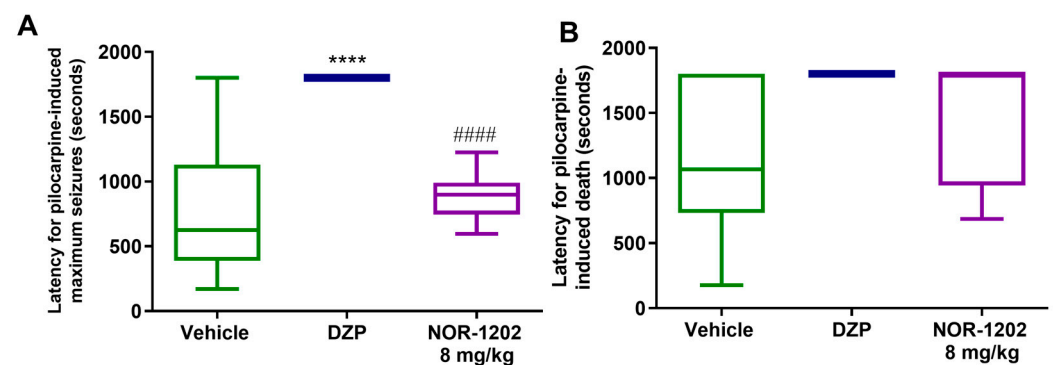 A
Latency for pilocarpine-induced
maximum seizures (seconds)
2000
1500
1000
500
0
****
####
Vehicle
DZP
NOR-1202
8 mg/kg
B
Latency for pilocarpine-
induced death (seconds)
2000
1500
1000
500
0
Vehicle
DZP
NOR-1202
8 mg/kg